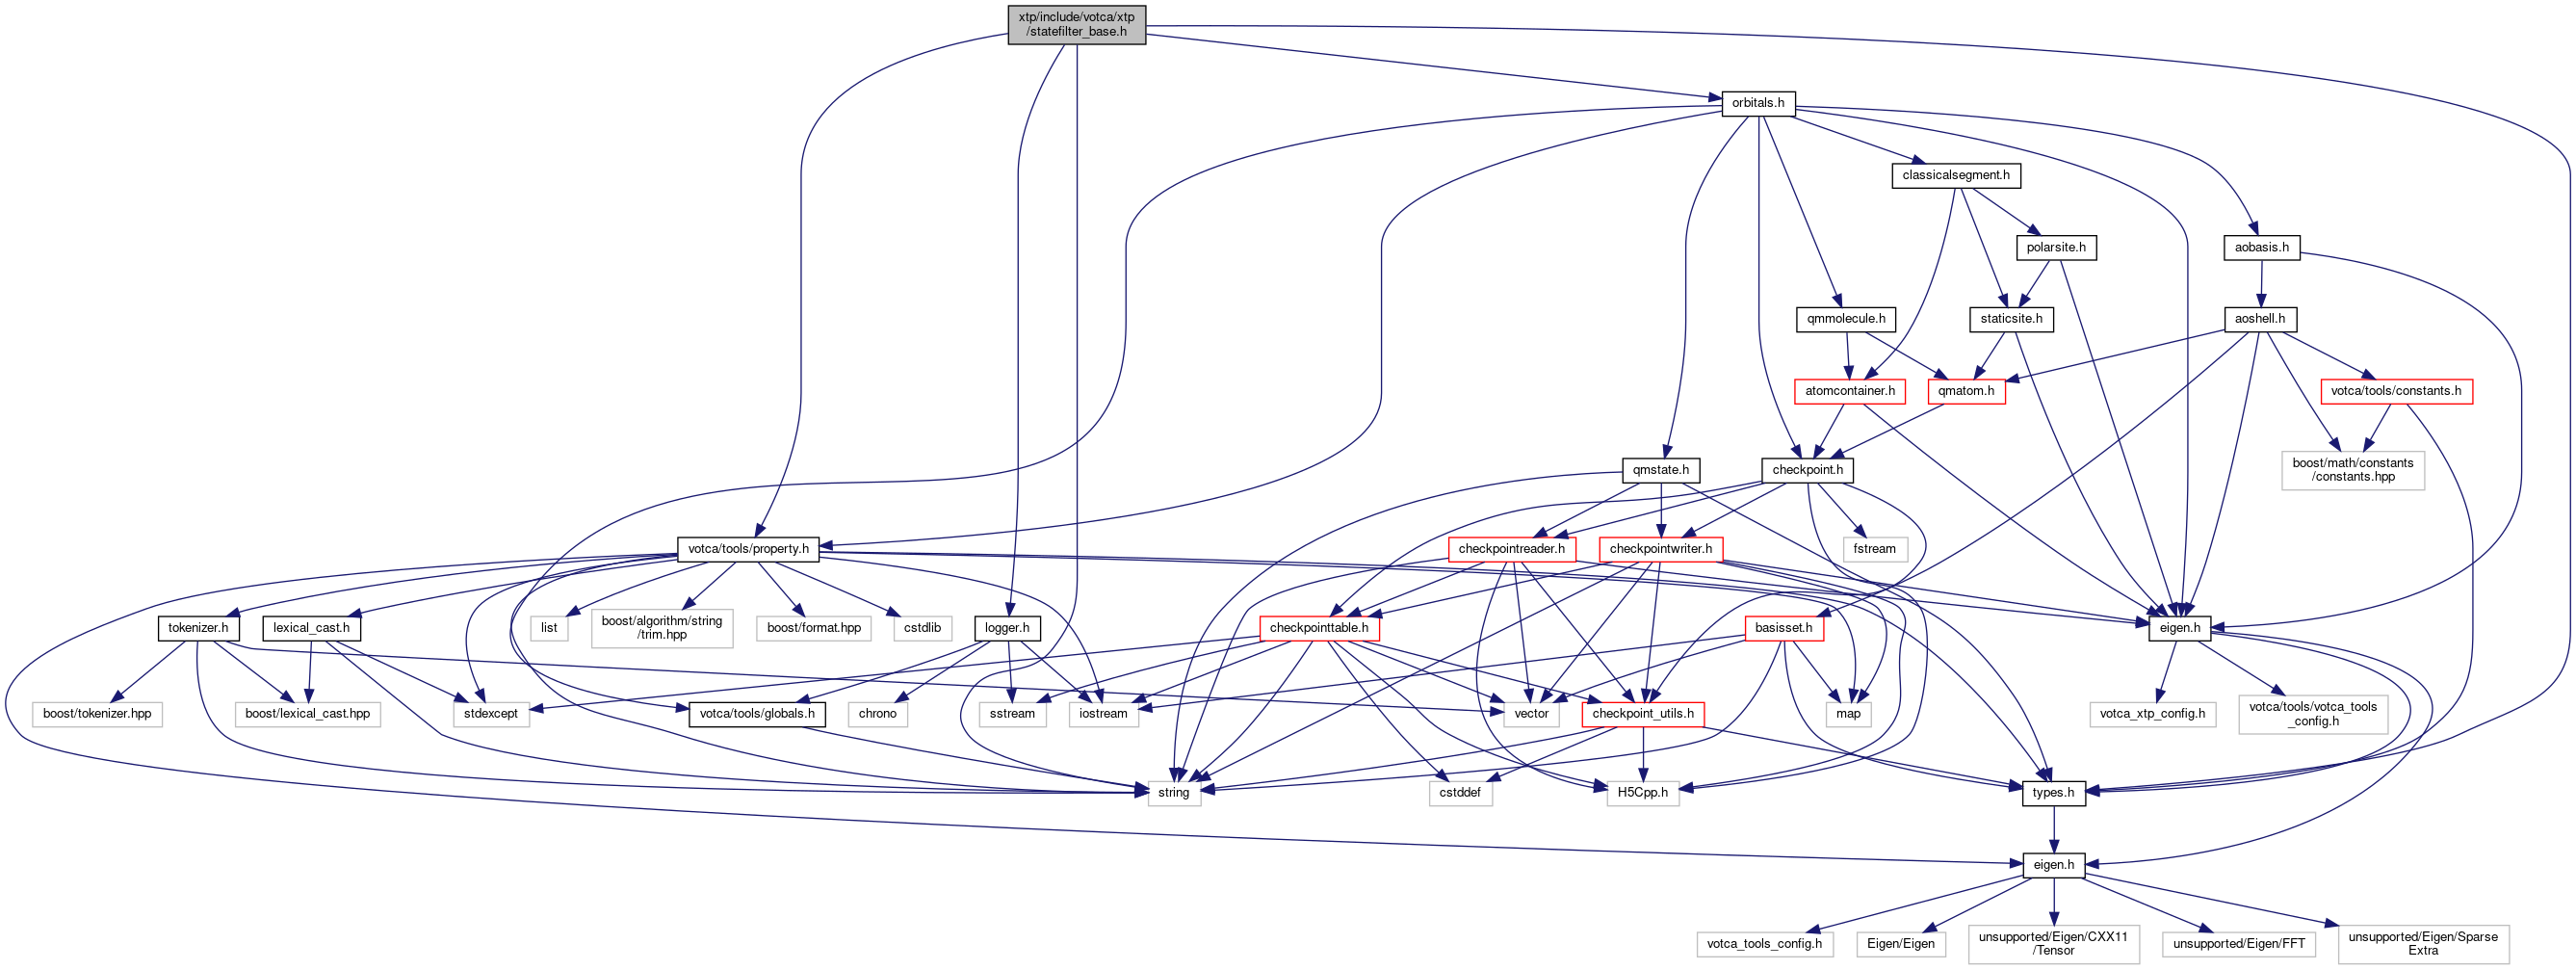 xtp/include/votca/xtp
/statefilter_base.h
orbitals.h
classicalsegment.h
polarsite.h
aobasis.h
qmmolecule.h
staticsite.h
aoshell.h
atomcontainer.h
qmatom.h
votca/tools/constants.h
qmstate.h
checkpoint.h
boost/math/constants
/constants.hpp
votca/tools/property.h
checkpointreader.h
checkpointwriter.h
fstream
tokenizer.h
lexical_cast.h
list
boost/algorithm/string
/trim.hpp
boost/format.hpp
cstdlib
logger.h
checkpointtable.h
basisset.h
eigen.h
boost/tokenizer.hpp
boost/lexical_cast.hpp
stdexcept
votca/tools/globals.h
chrono
sstream
iostream
vector
checkpoint_utils.h
map
votca_xtp_config.h
votca/tools/votca_tools
_config.h
string
cstddef
H5Cpp.h
types.h
eigen.h
votca_tools_config.h
Eigen/Eigen
unsupported/Eigen/CXX11
/Tensor
unsupported/Eigen/FFT
unsupported/Eigen/Sparse
Extra